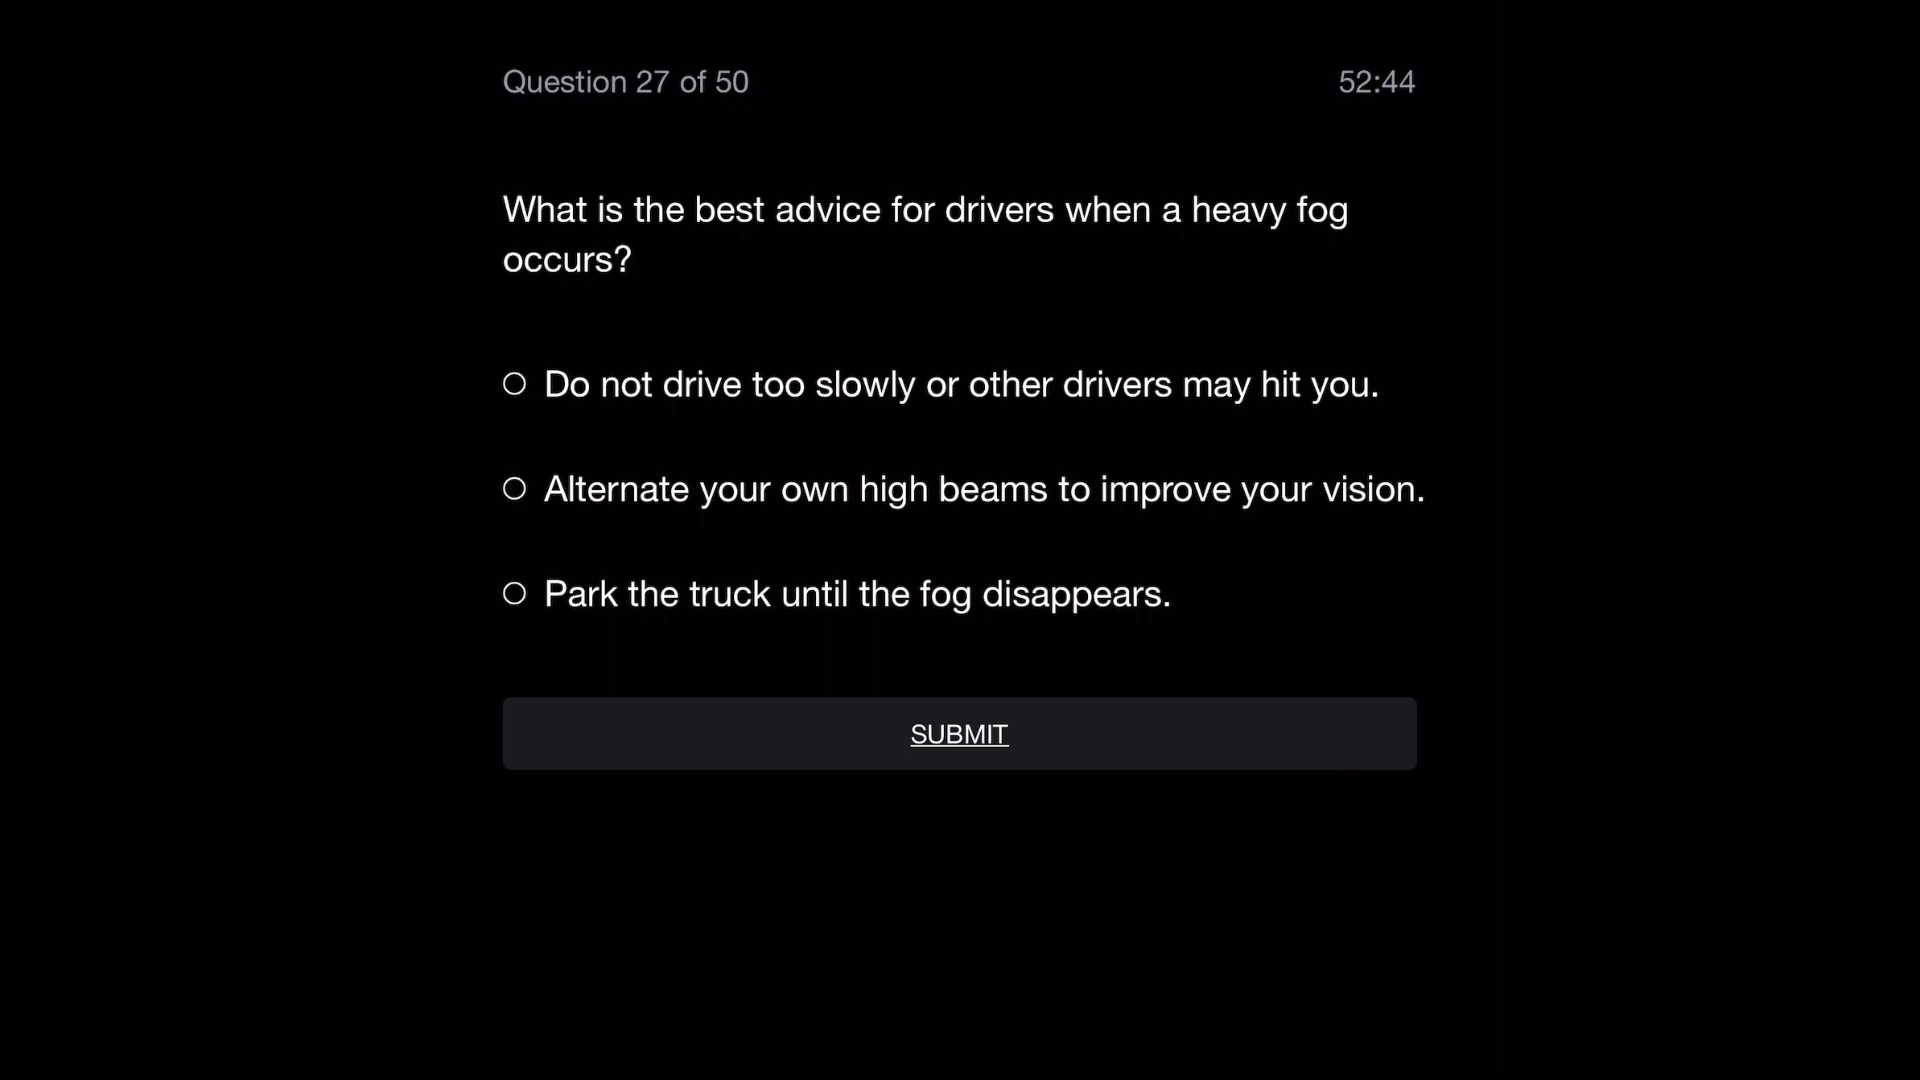 Question 27 of 50
52:44
What is the best advice for drivers when a heavy fog
occurs?
Do not drive too slowly or other drivers may hit you.
Alternate your own high beams to improve your vision.
Park the truck until the fog disappears.
SUBMIT